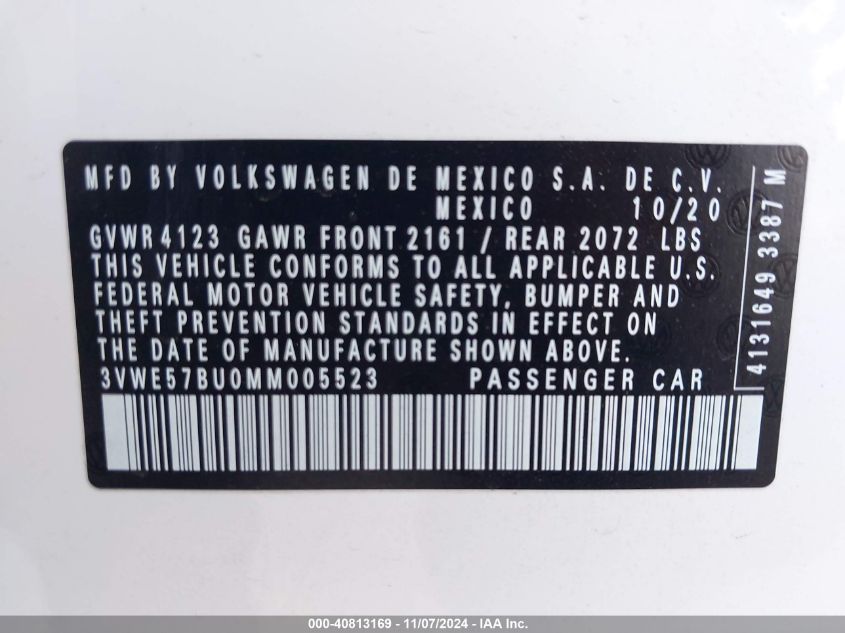 MFD BY VOLKSWAGEN DE MEXICO S.A. DE C.V.
MEXICO 10/20
GVWR 4123 GAWR FRONT 2161 / REAR 2072 LBS
THIS VEHICLE CONFORMS TO ALL APPLICABLE U.S.
FEDERAL MOTOR VEHICLE SAFETY, BUMPER AND
THEFT PREVENTION STANDARDS IN EFFECT ON
THE DATE OF MANUFACTURE SHOWN ABOVE.
3VWE57BU0MM005523 PASSENGER CAR
4131649 3387 M
000-40813169 - 11/07/2024 - IAA Inc.